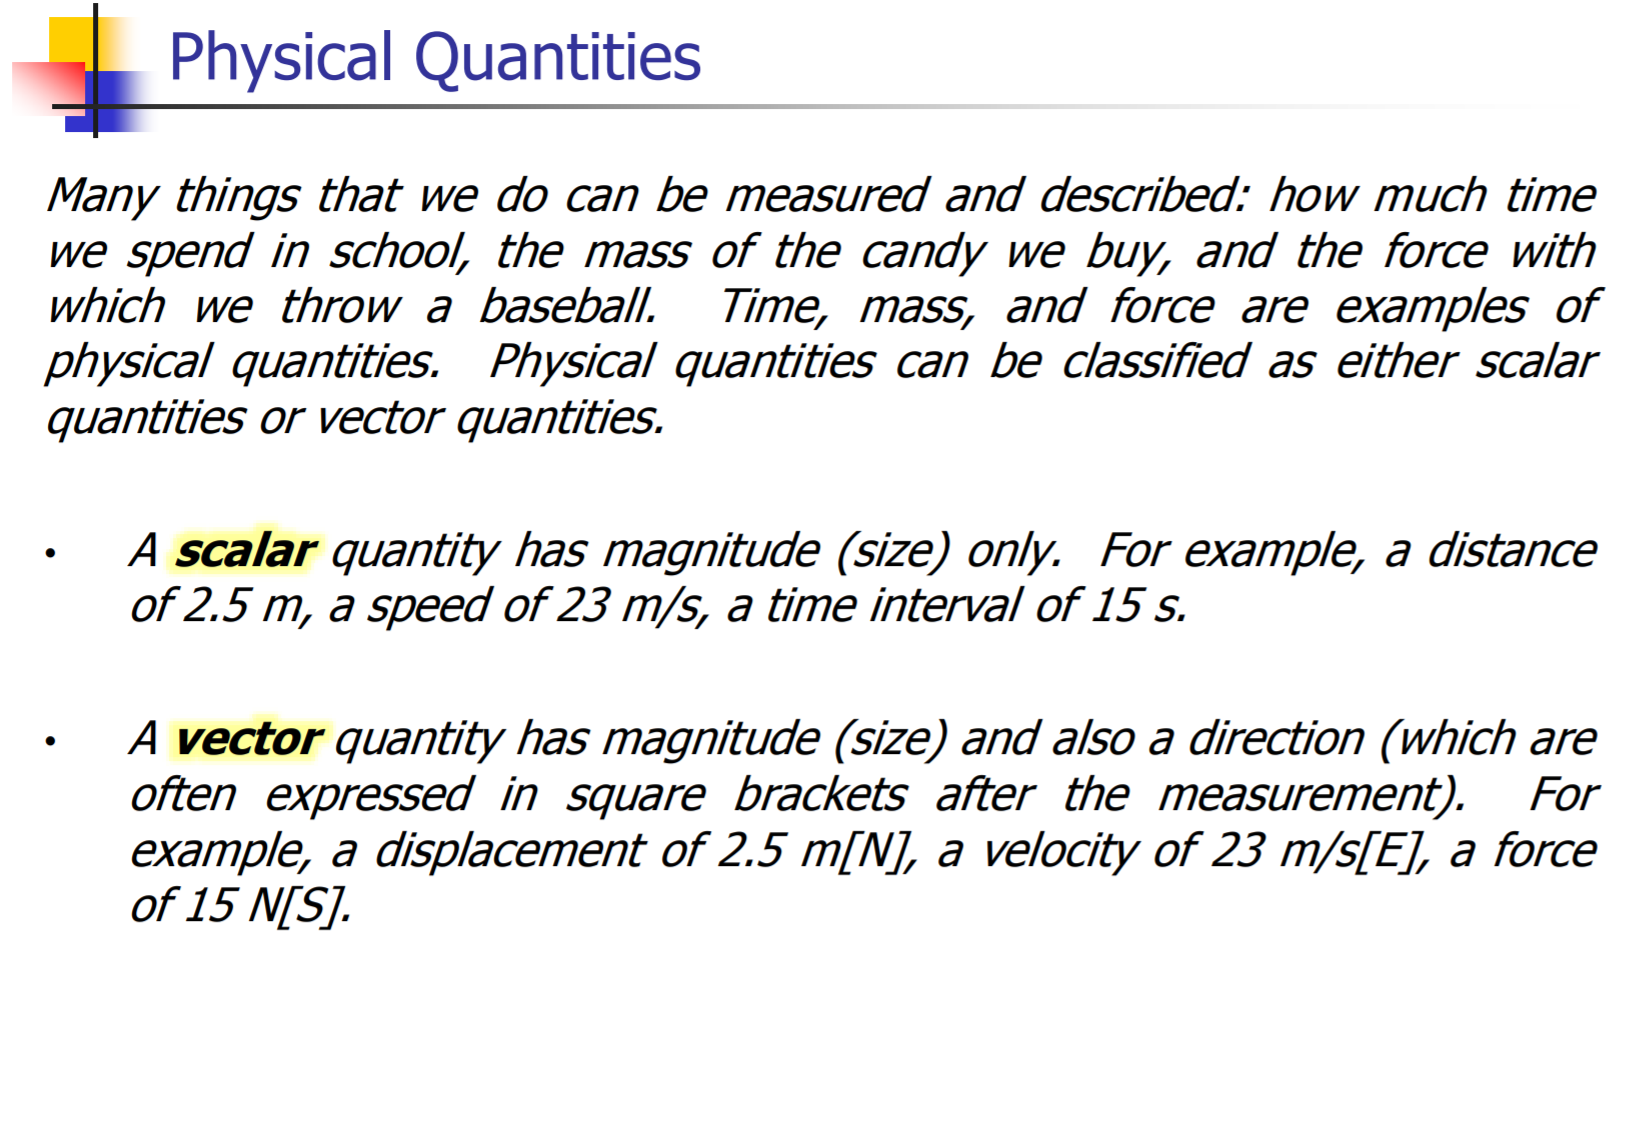 Physical Quantities
Many things that we do can be measured and described: how much time
we spend in school, the mass of the candy we buy, and the force with
which we throw a baseball.  Time, mass, and force are examples of
physical quantities.  Physical quantities can be classified as either scalar
quantities or vector quantities.
• A scalar quantity has magnitude (size) only.  For example, a distance
of 2.5 m, a speed of 23 m/s, a time interval of 15 s.
• A vector quantity has magnitude (size) and also a direction (which are
often expressed in square brackets after the measurement).  For
example, a displacement of 2.5 m[N], a velocity of 23 m/s[E], a force
of 15 N[S].